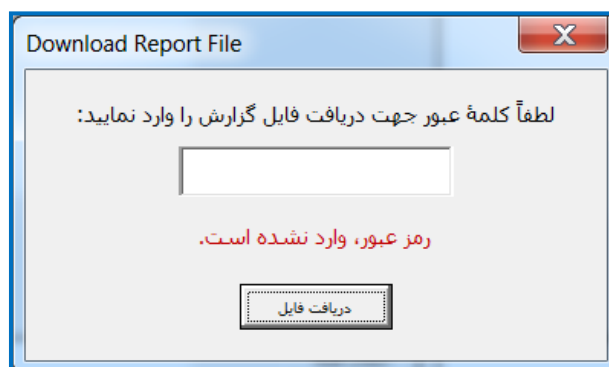 Download Report File
لطفاً کلمۀ عبور جهت دریافت فایل گزارش را وارد نمایید:
رمز عبور، وارد نشده است.
دریافت فایل